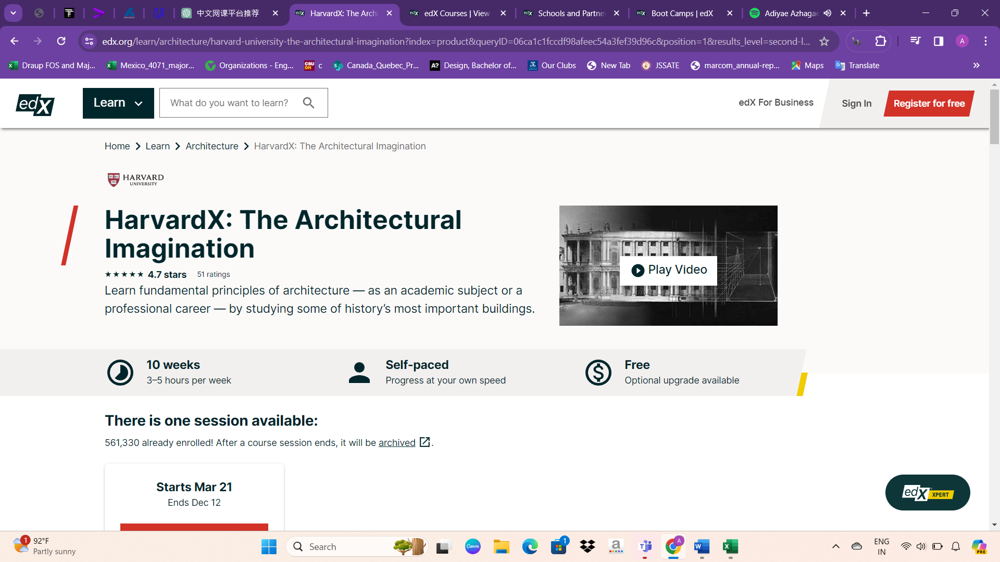 中文网课平台推荐
HarvardX: The Archi
edX Courses | View
Schools and Partne
Boot Camps | edX
Adiyae Azhagae
edx.org/learn/architecture/harvard-university-the-architectural-imagination?index=product&queryID=06ca1c1fccdf98afeec54a3fef39d96c&position=1&results_level=second-l...
A
Draup FOS and Maj...
Mexico_4071_major...
Organizations - Eng...
CSU
DH
c
Canada_Quebec_Pr...
A?
Design, Bachelor of...
Our Clubs
New Tab
JSSATE
marcom_annual-rep...
Maps
Translate
edX
Learn
What do you want to learn?
edX For Business
Sign In
Register for free
Home
Learn
Architecture
HarvardX: The Architectural Imagination
HARVARD
UNIVERSITY
HarvardX: The Architectural
Imagination
★★★★★ 4.7 stars
51 ratings
Learn fundamental principles of architecture — as an academic subject or a
professional career — by studying some of history’s most important buildings.
Play Video
10 weeks
3–5 hours per week
Self-paced
Progress at your own speed
Free
Optional upgrade available
There is one session available:
561,330 already enrolled! After a course session ends, it will be archived .
Starts Mar 21
Ends Dec 12
edX XPERT
1
92°F
Partly sunny
Search
Canva
1
a
A
W
X
ENG
IN
PRE